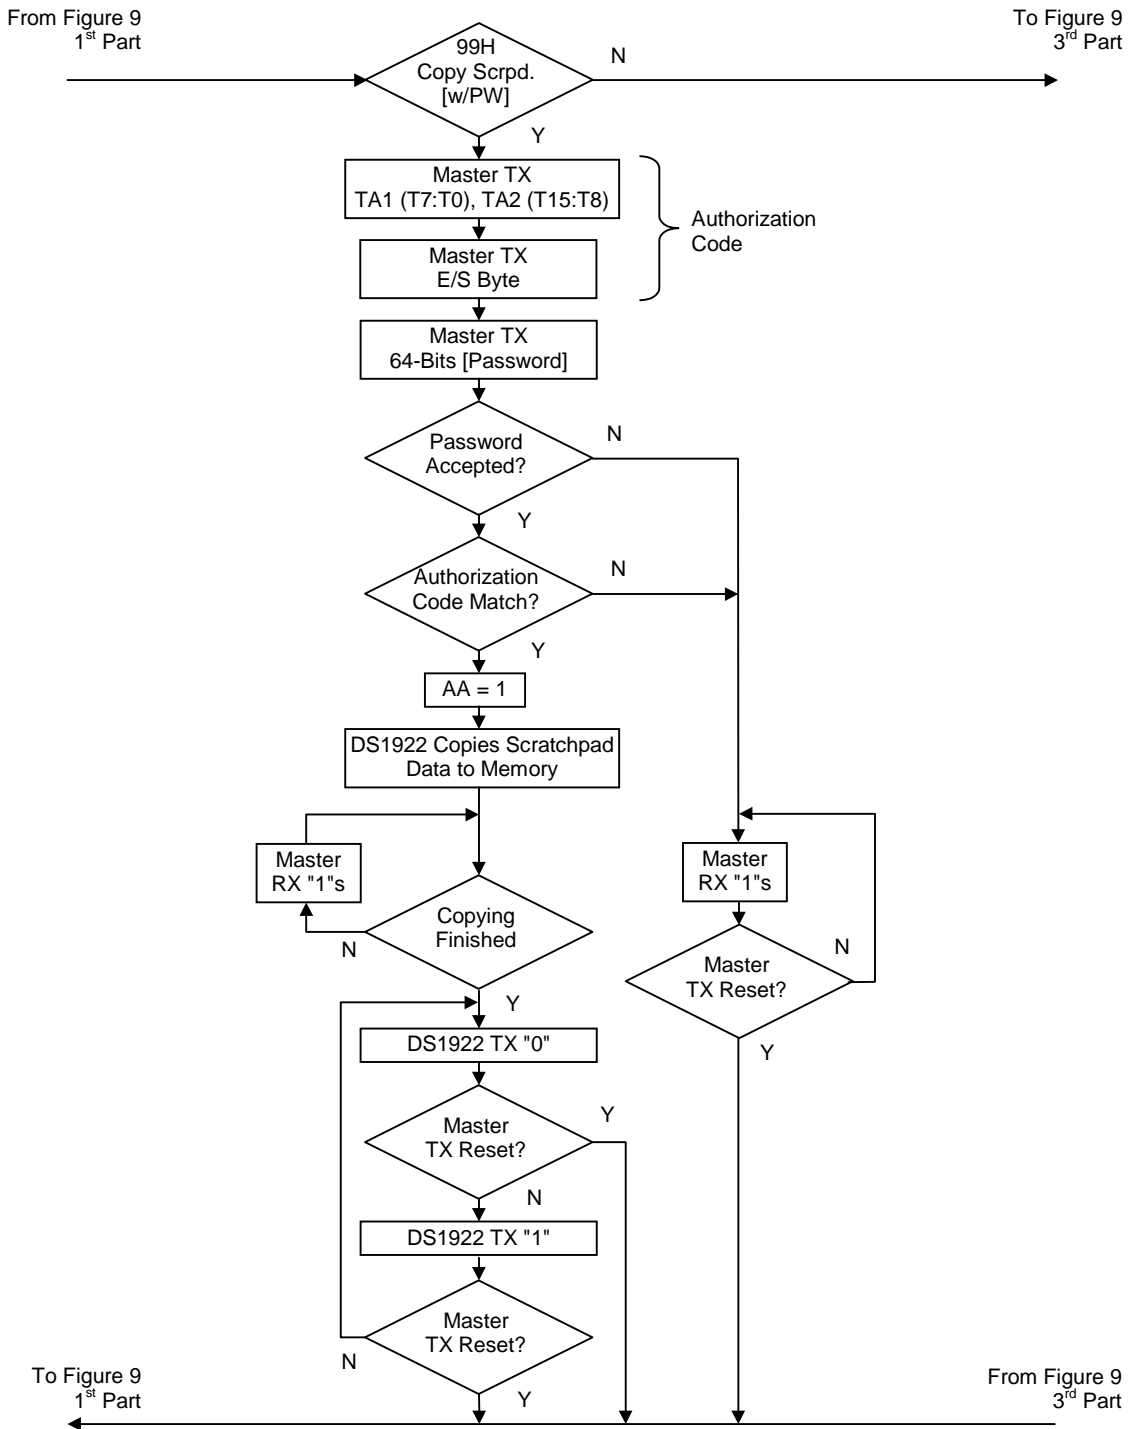 From Figure 9
1st Part
To Figure 9
3rd Part
99H
Copy Scrpd.
[w/PW]
N
Y
Master TX
TA1 (T7:T0), TA2 (T15:T8)
Authorization
Code
Master TX
E/S Byte
Master TX
64-Bits [Password]
Password
Accepted?
N
Y
Authorization
Code Match?
N
Y
AA = 1
DS1922 Copies Scratchpad
Data to Memory
Master
RX "1"s
Master
RX "1"s
Copying
Finished
N
Y
Master
TX Reset?
N
Y
DS1922 TX "0"
Master
TX Reset?
Y
N
DS1922 TX "1"
Master
TX Reset?
N
Y
To Figure 9
1st Part
From Figure 9
3rd Part